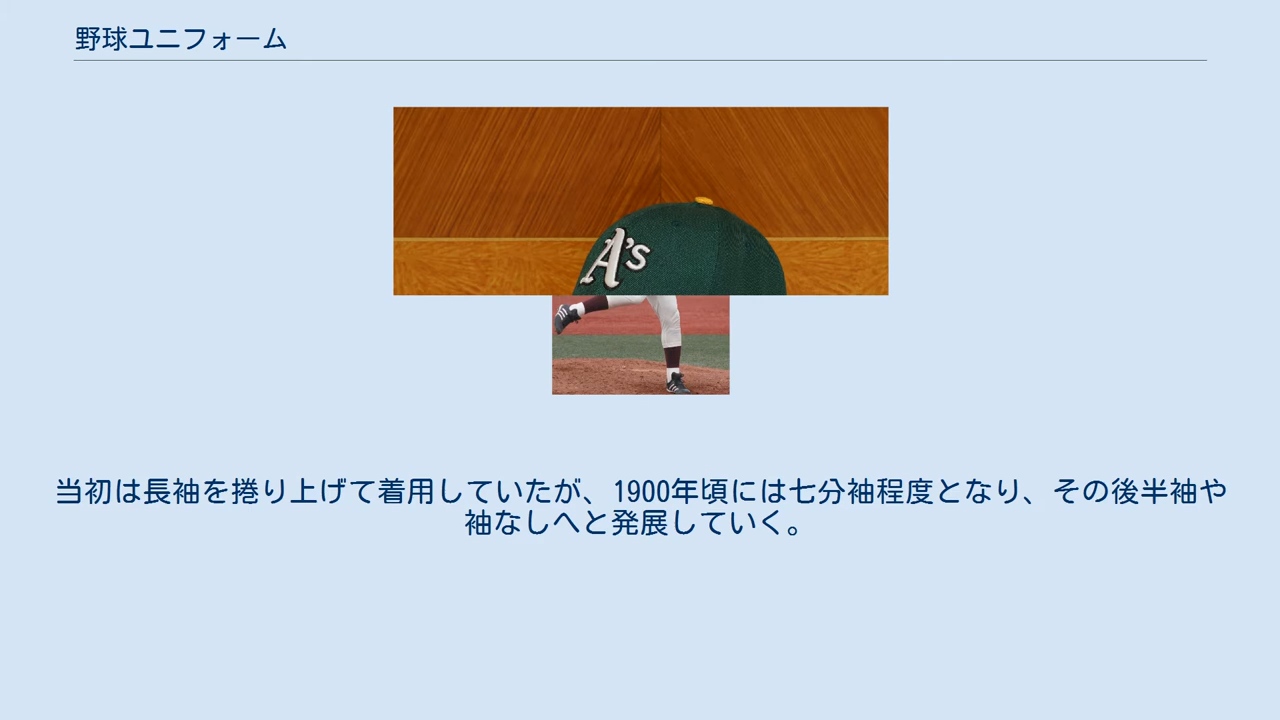 野球ユニフォーム
A's
当初は長袖を捲り上げて着用していたが、1900年頃には七分袖程度となり、その後半袖や
袖なしへと発展していく。